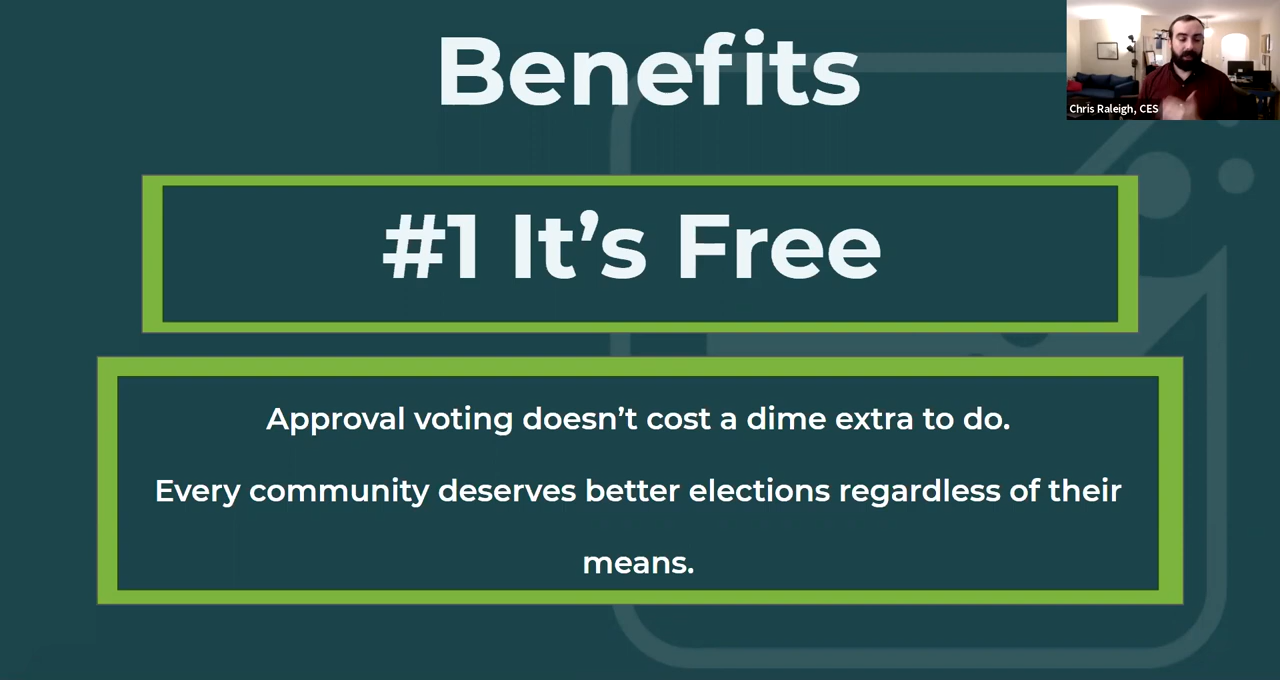 Benefits
Chris Raleigh, CES
#1 It’s Free
Approval voting doesn’t cost a dime extra to do.
Every community deserves better elections regardless of their
means.